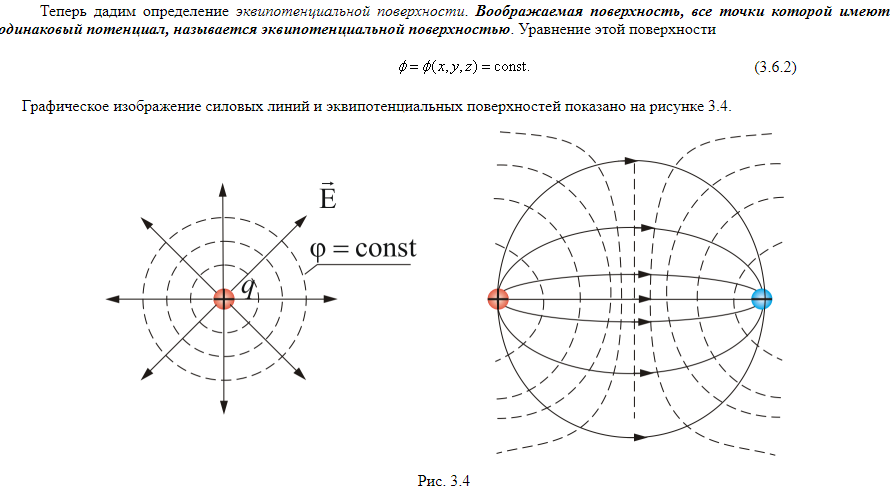 Теперь дадим определение эквипотенциальной поверхности. Воображаемая поверхность, все точки которой имеют
одинаковый потенциал, называется эквипотенциальной поверхностью. Уравнение этой поверхности
ϕ = ϕ(x, y, z) = const. (3.6.2)
Графическое изображение силовых линий и эквипотенциальных поверхностей показано на рисунке 3.4.
E
φ = const
q
Рис. 3.4